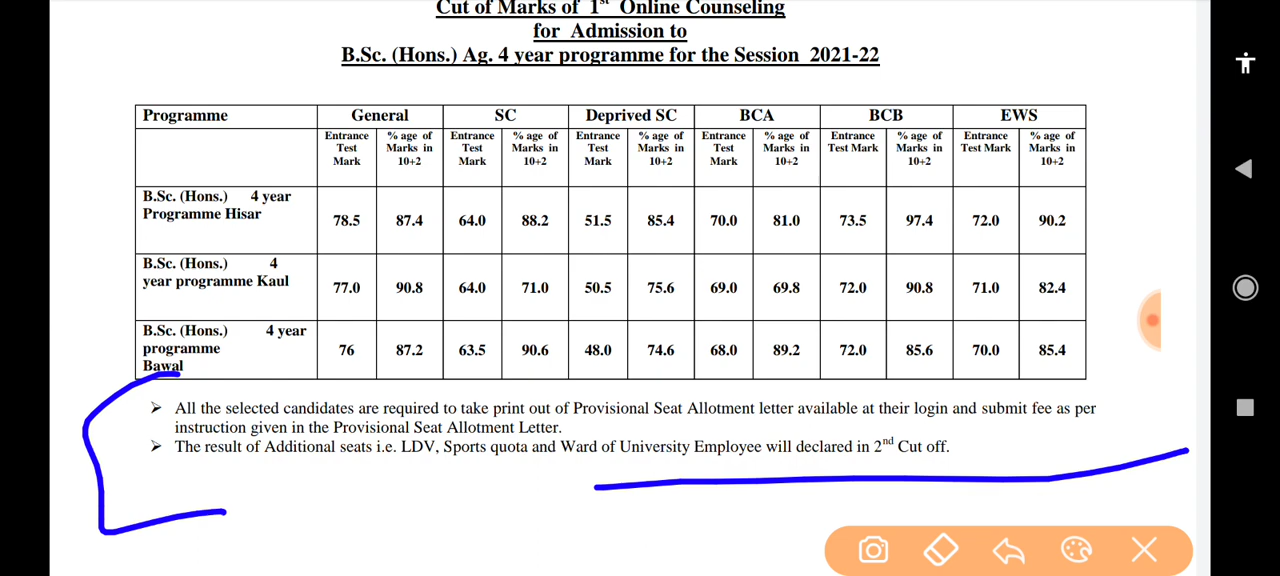 Cut of Marks of 1st Online Counseling
for Admission to
B.Sc. (Hons.) Ag. 4 year programme for the Session 2021-22
Programme General SC Deprived SC BCA BCB EWS
Entrance Test Mark % age of Marks in 10+2 Entrance Test Mark % age of Marks in 10+2 Entrance Test Mark % age of Marks in 10+2 Entrance Test Mark % age of Marks in 10+2 Entrance Test Mark % age of Marks in 10+2 Entrance Test Mark % age of Marks in 10+2
B.Sc. (Hons.) 4 year
Programme Hisar 78.5 87.4 64.0 88.2 51.5 85.4 70.0 81.0 73.5 97.4 72.0 90.2
B.Sc. (Hons.) 4
year programme Kaul 77.0 90.8 64.0 71.0 50.5 75.6 69.0 69.8 72.0 90.8 71.0 82.4
B.Sc. (Hons.) 4 year
programme 76 87.2 63.5 90.6 48.0 74.6 68.0 89.2 72.0 85.6 70.0 85.4
Bawal
➢ All the selected candidates are required to take print out of Provisional Seat Allotment letter available at their login and submit fee as per
instruction given in the Provisional Seat Allotment Letter.
➢ The result of Additional seats i.e. LDV, Sports quota and Ward of University Employee will declared in 2nd Cut off.